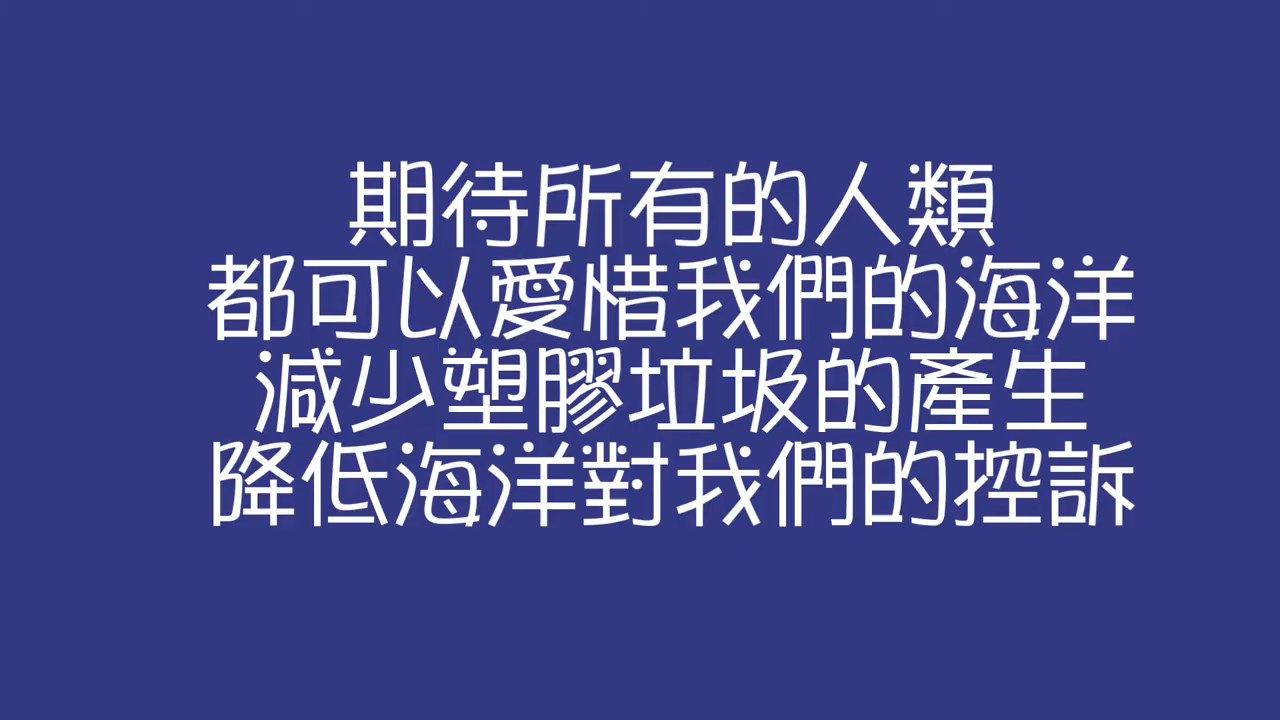 期待所有的人類
都可以愛惜我們的海洋
減少塑膠垃圾的產生
降低海洋對我們的控訴